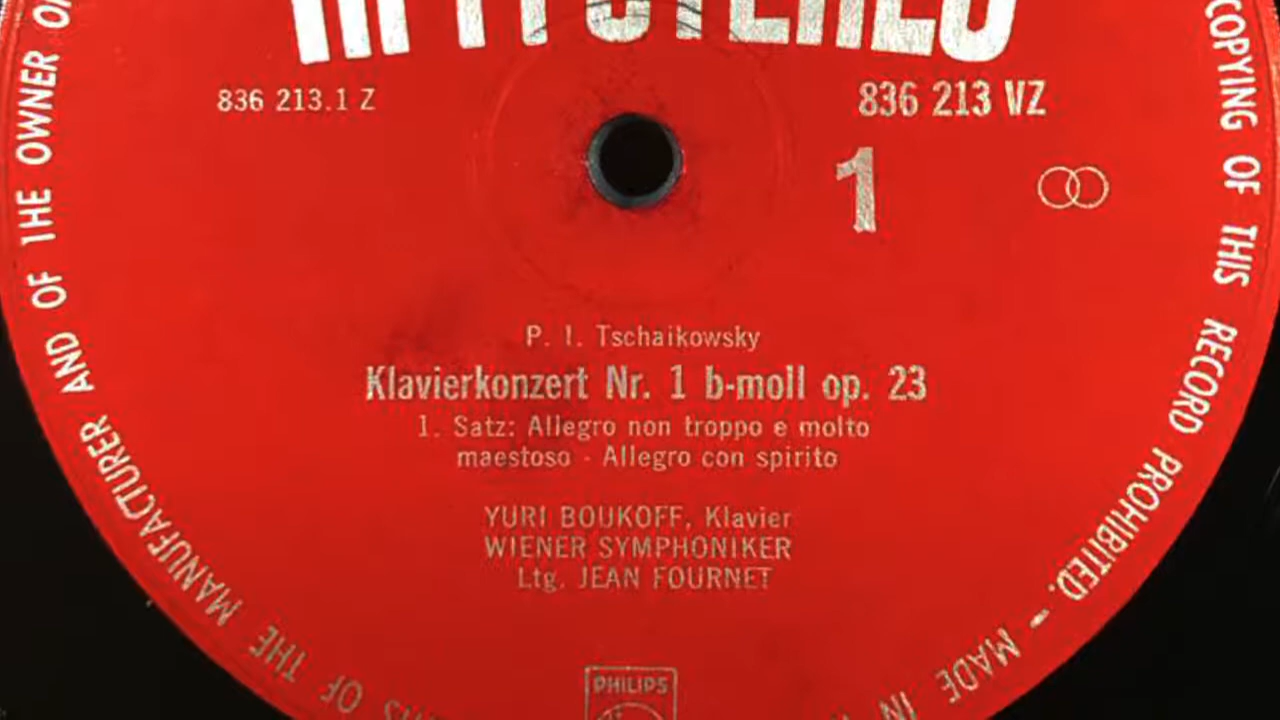 HI-FI STEREO
836 213.1 Z
836 213 VZ
1
P. I. Tschaikowsky
Klavierkonzert Nr. 1 b-moll op. 23
1. Satz: Allegro non troppo e molto
maestoso - Allegro con spirito
YURI BOUKOFF, Klavier
WIENER SYMPHONIKER
Ltg. JEAN FOURNET
PHILIPS
OF THE MANUFACTURER AND OF THE OWNER
COPYING OF THIS RECORD PROHIBITED. - MADE IN